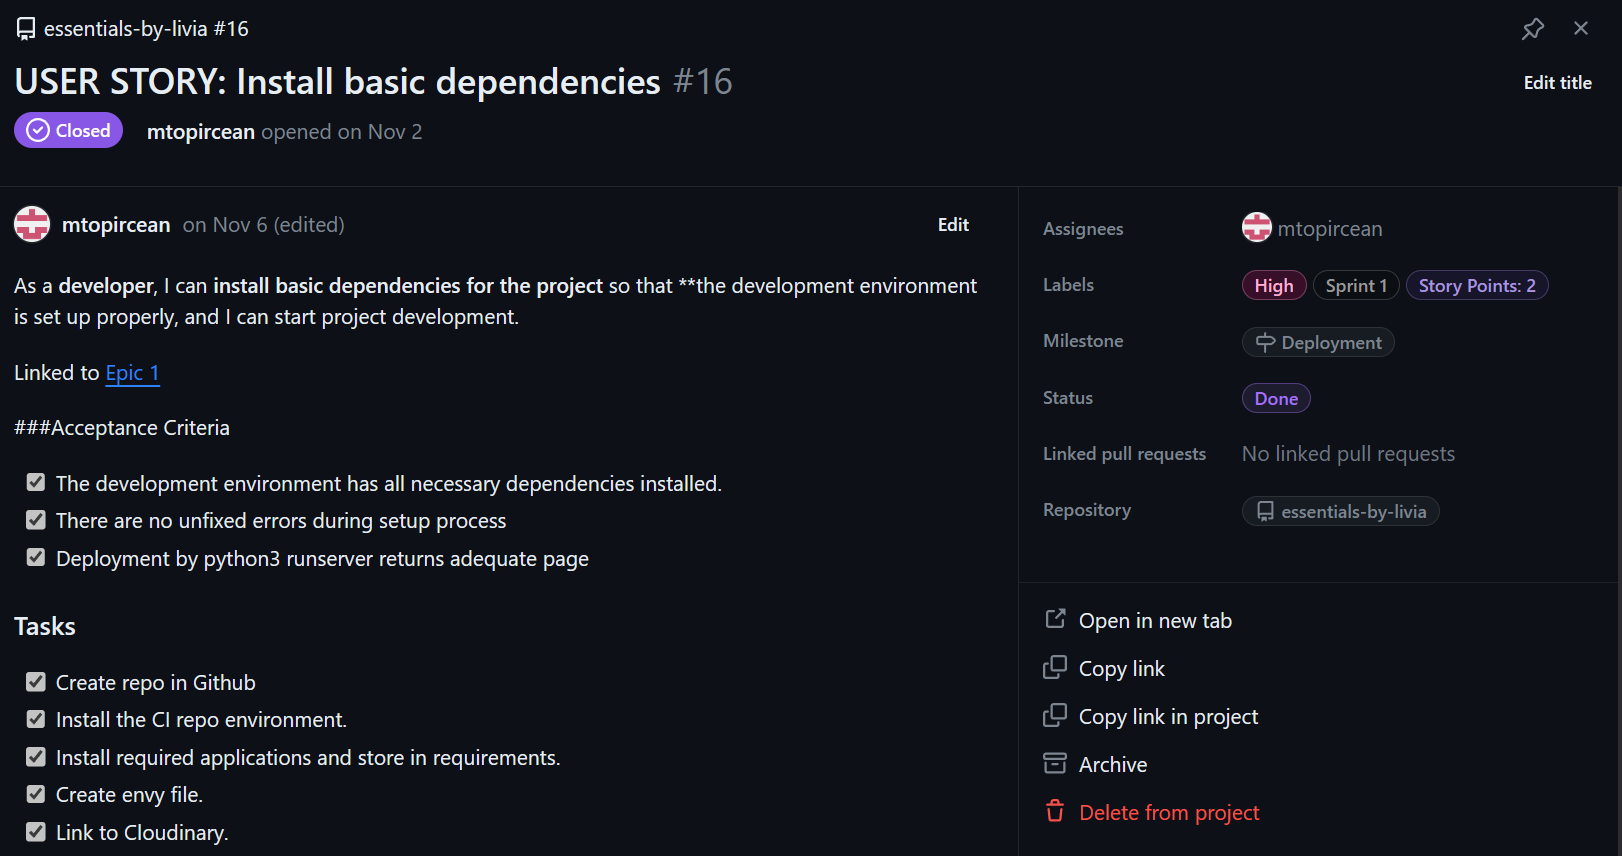 essentials-by-livia #16
USER STORY: Install basic dependencies #16
Edit title
Closed
mtopircean opened on Nov 2
mtopircean on Nov 6 (edited)
Edit
As a developer, I can install basic dependencies for the project so that **the development environment
is set up properly, and I can start project development.
Linked to Epic 1
###Acceptance Criteria
The development environment has all necessary dependencies installed.
There are no unfixed errors during setup process
Deployment by python3 runserver returns adequate page
Tasks
Create repo in Github
Install the CI repo environment.
Install required applications and store in requirements.
Create envy file.
Link to Cloudinary.
Assignees
mtopircean
Labels
High Sprint 1 Story Points: 2
Milestone
Deployment
Status
Done
Linked pull requests
No linked pull requests
Repository
essentials-by-livia
Open in new tab
Copy link
Copy link in project
Archive
Delete from project